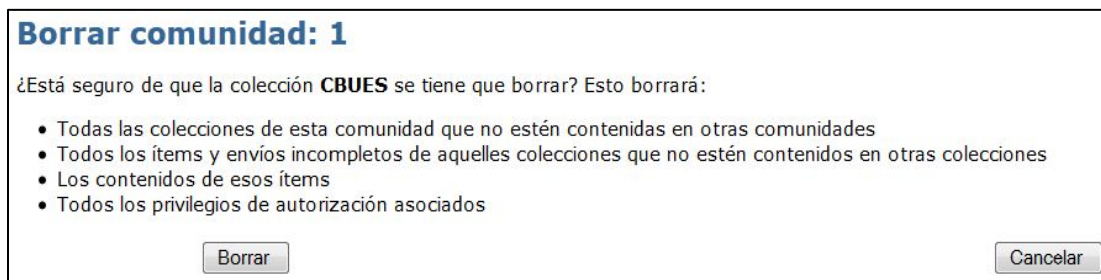 Borrar comunidad: 1
¿Está seguro de que la colección CBUES se tiene que borrar? Esto borrará:
• Todas las colecciones de esta comunidad que no estén contenidas en otras comunidades
• Todos los ítems y envíos incompletos de aquelles colecciones que no estén contenidos en otras colecciones
• Los contenidos de esos ítems
• Todos los privilegios de autorización asociados
Borrar Cancelar